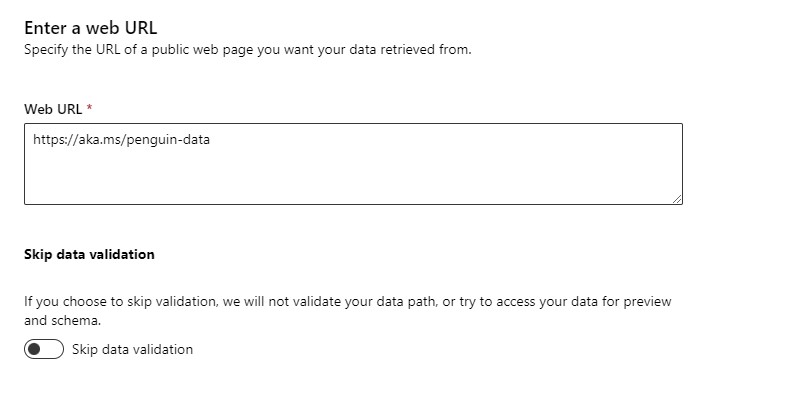 Enter a web URL
Specify the URL of a public web page you want your data retrieved from.
Web URL *
https://aka.ms/penguin-data
Skip data validation
If you choose to skip validation, we will not validate your data path, or try to access your data for preview
and schema.
Skip data validation